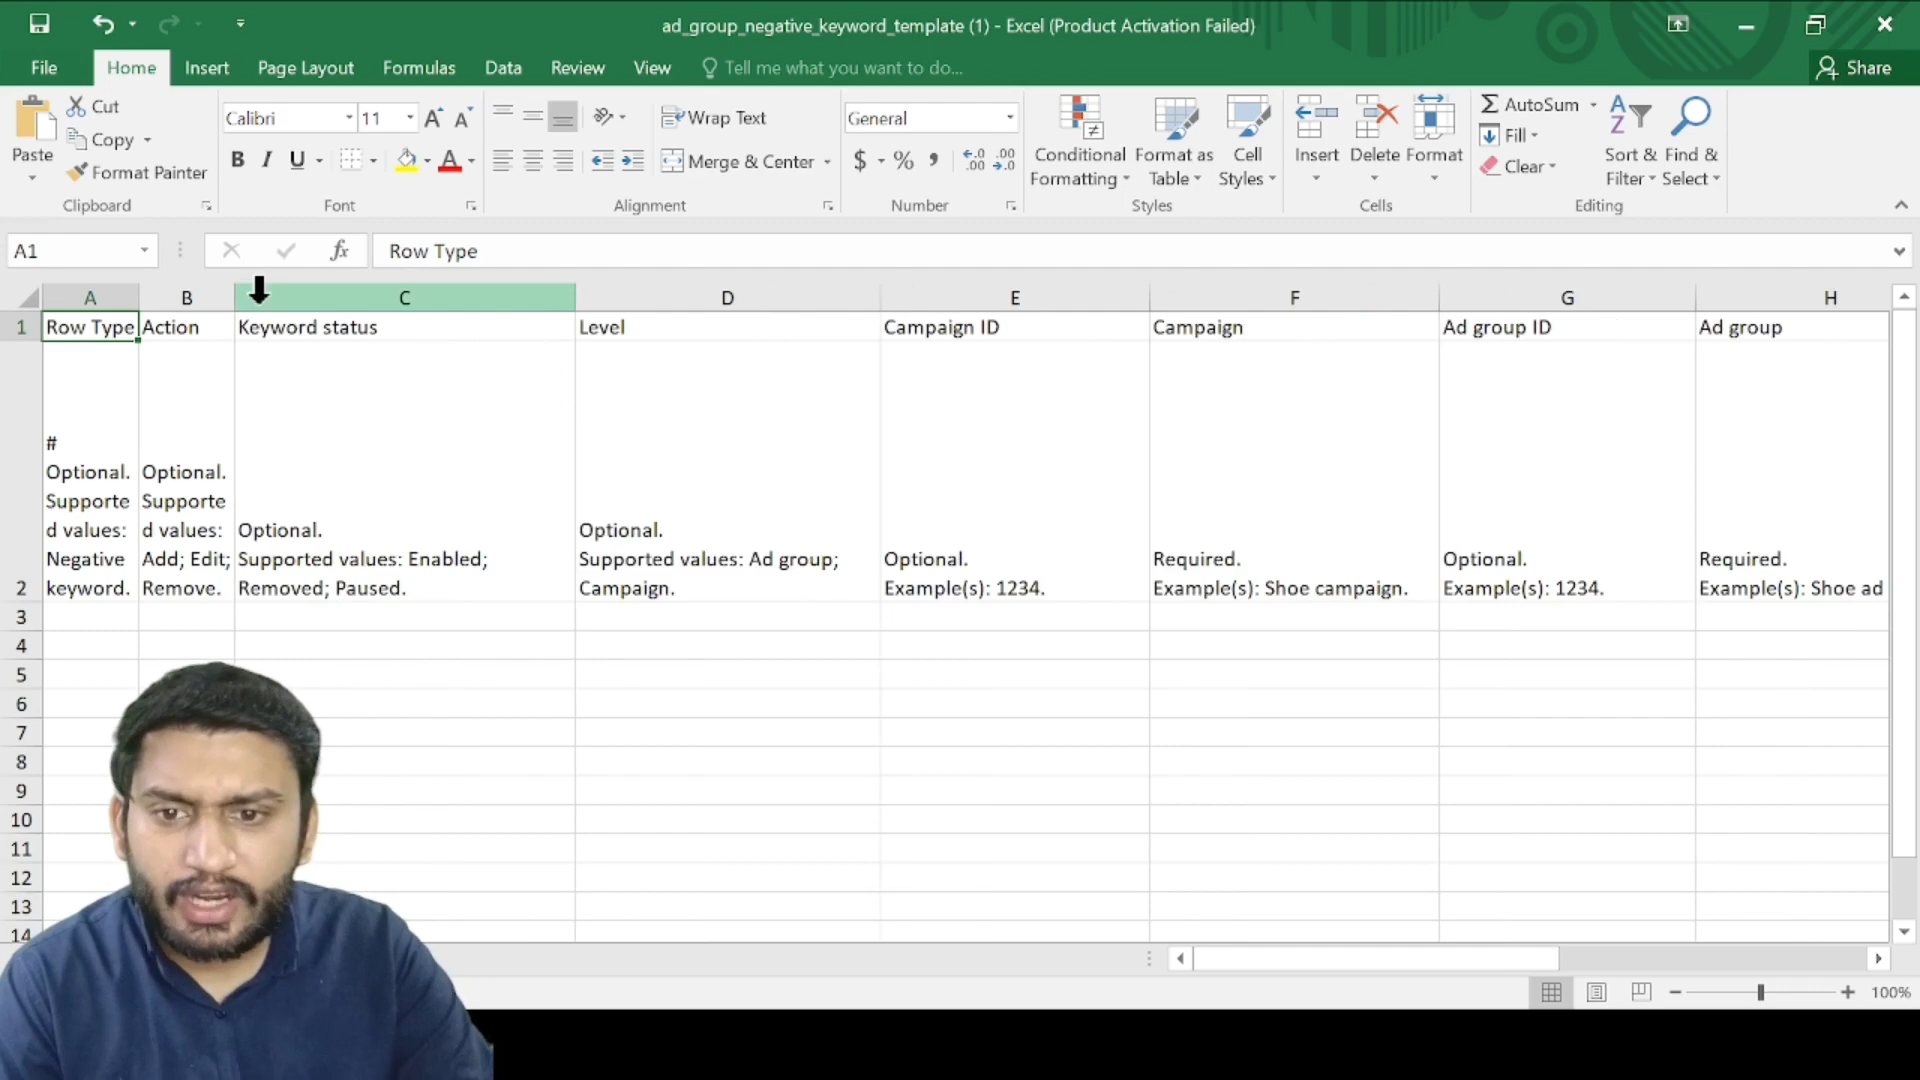 ad_group_negative_keyword_template (1) - Excel (Product Activation Failed)
File Home Insert Page Layout Formulas Data Review View Tell me what you want to do... Share
Paste
Cut
Copy
Format Painter
Clipboard
Calibri 11
B I U
Font
Wrap Text
Merge & Center
Alignment
General
$ % ,
Number
Conditional
Formatting
Format as
Table
Cell
Styles
Styles
Insert Delete Format
Cells
AutoSum
Fill
Clear
Sort &
Filter
Find &
Select
Editing
A1 fx Row Type
A B C D E F G H
1 Row Type Action Keyword status Level Campaign ID Campaign Ad group ID Ad group
#
Optional.
Supporte
d values:
Negative
keyword.
Optional.
Supporte
d values:
Add; Edit;
Remove.
Optional.
Supported values: Enabled;
Removed; Paused.
Optional.
Supported values: Ad group;
Campaign.
Optional.
Example(s): 1234.
Required.
Example(s): Shoe campaign.
Optional.
Example(s): 1234.
Required.
Example(s): Shoe ad
2
3
4
5
6
7
8
9
10
11
12
13
14
100%